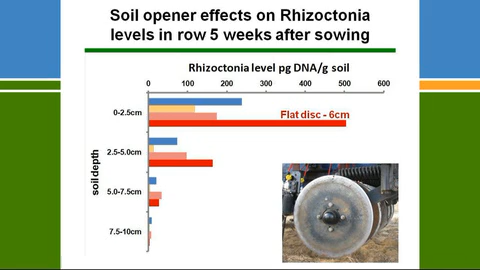 Soil opener effects on Rhizoctonia
levels in row 5 weeks after sowing
Rhizoctonia level pg DNA/g soil
0 100 200 300 400 500 600
0-2.5cm
Flat disc - 6cm
2.5-5.0cm
5.0-7.5cm
7.5-10cm
soil depth